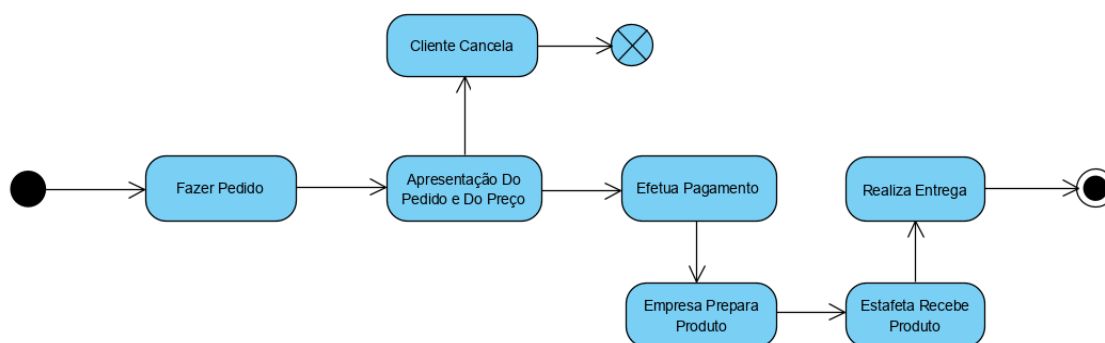 Cliente Cancela
Fazer Pedido
Apresentação Do
Pedido e Do Preço
Efetua Pagamento
Realiza Entrega
Empresa Prepara
Produto
Estafeta Recebe
Produto